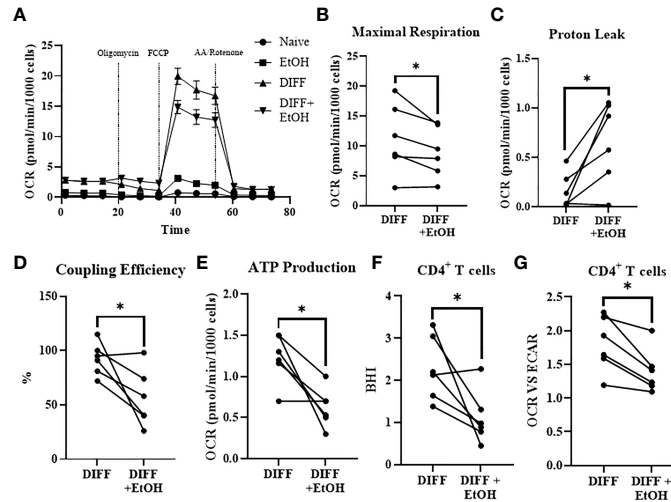 A
Oligomycin FCCP AA/Rotenone
OCR (pmol/min/1000 cells)
25
20
15
10
5
0
0 20 40 60 80
Time
Naive
EtOH
DIFF
DIFF+
EtOH
B
Maximal Respiration
*
OCR (pmol/min/1000 cells)
25
20
15
10
5
0
DIFF DIFF
+EtOH
C
Proton Leak
*
OCR (pmol/min/1000 cells)
1.5
1.0
0.5
0.0
DIFF DIFF
+EtOH
D
Coupling Efficiency
*
%
150
100
50
0
DIFF DIFF
+EtOH
E
ATP Production
*
OCR (pmol/min/1000 cells)
2.0
1.5
1.0
0.5
0.0
DIFF DIFF
+EtOH
F
CD4+ T cells
*
BHI
4
3
2
1
0
DIFF DIFF +
EtOH
G
CD4+ T cells
*
OCR VS ECAR
2.5
2.0
1.5
1.0
0.5
0.0
DIFF DIFF +
EtOH